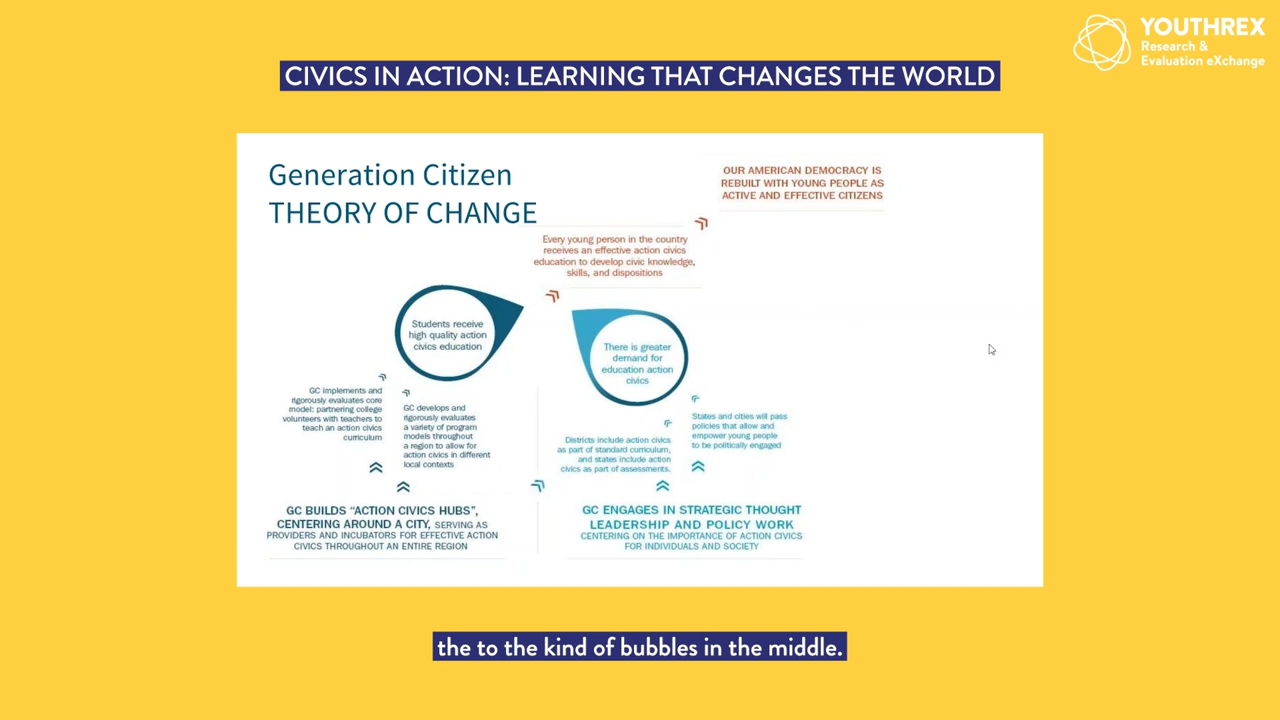 YOUTHREX
Research &
Evaluation eXchange
CIVICS IN ACTION: LEARNING THAT CHANGES THE WORLD
Generation Citizen
THEORY OF CHANGE
OUR AMERICAN DEMOCRACY IS
REBUILT WITH YOUNG PEOPLE AS
ACTIVE AND EFFECTIVE CITIZENS
Every young person in the country
receives an effective action civics
education to develop civic knowledge,
skills, and dispositions
Students receive
high quality action
civics education
There is greater
demand for
education action
civics
GC implements and
rigorously evaluates core
model: partnering college
volunteers with teachers to
teach an action civics
curriculum
GC develops and
rigorously evaluates
a variety of program
models throughout
a region to allow for
action civics in different
local contexts
Districts include action civics
as part of standard curriculum,
and states include action
civics as part of assessments.
States and cities will pass
policies that allow and
empower young people
to be politically engaged
GC BUILDS “ACTION CIVICS HUBS”,
CENTERING AROUND A CITY, SERVING AS
PROVIDERS AND INCUBATORS FOR EFFECTIVE ACTION
CIVICS THROUGHOUT AN ENTIRE REGION
GC ENGAGES IN STRATEGIC THOUGHT
LEADERSHIP AND POLICY WORK
CENTERING ON THE IMPORTANCE OF ACTION CIVICS
FOR INDIVIDUALS AND SOCIETY
the to the kind of bubbles in the middle.